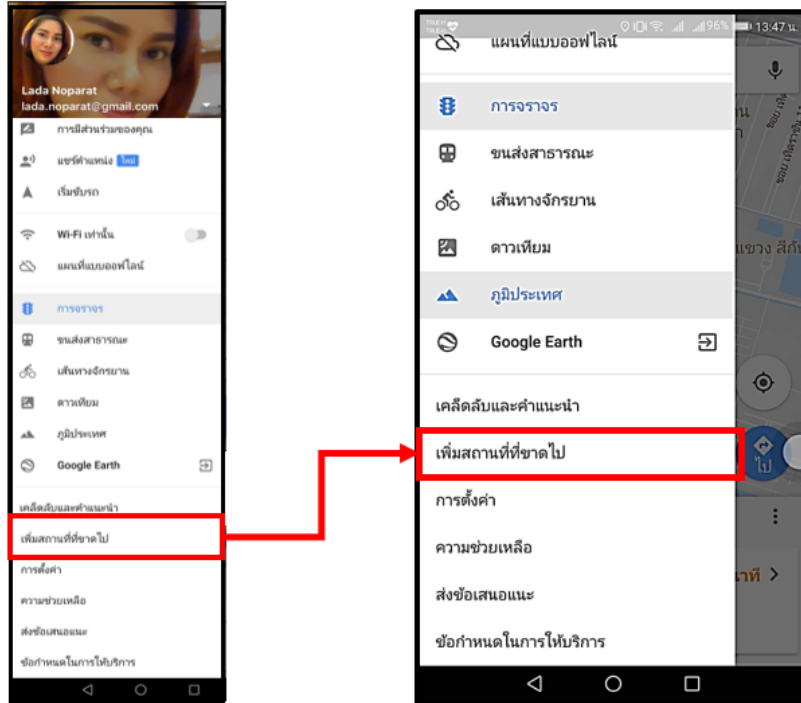 Lada Noparat
lada.noparat@gmail.com
การมีส่วนร่วมของคุณ
แชร์ตำแหน่ง ใหม่
เริ่มขับรถ
Wi-Fi เท่านั้น
แผนที่แบบออฟไลน์
การจราจร
ขนส่งสาธารณะ
เส้นทางจักรยาน
ดาวเทียม
ภูมิประเทศ
Google Earth
เคล็ดลับและคำแนะนำ
เพิ่มสถานที่ที่ขาดไป
การตั้งค่า
ความช่วยเหลือ
ส่งข้อเสนอแนะ
ข้อกำหนดในการให้บริการ
96% 13:47 น.
แผนที่แบบออฟไลน์
การจราจร
ขนส่งสาธารณะ
เส้นทางจักรยาน
ดาวเทียม
ภูมิประเทศ
Google Earth
เคล็ดลับและคำแนะนำ
เพิ่มสถานที่ที่ขาดไป
ไป
การตั้งค่า
ความช่วยเหลือ
ส่งข้อเสนอแนะ
ข้อกำหนดในการให้บริการ